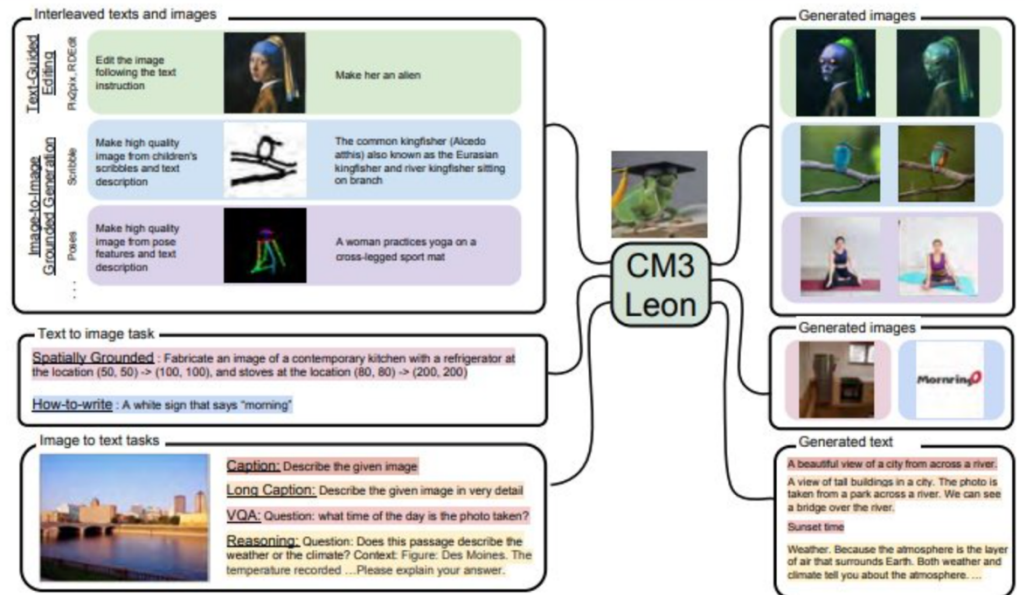 Interleaved texts and images
Text-Guided
Editing
Pix2pix, RDEdit
Edit the image
following the text
instruction
Make her an alien
Image-to-Image
Grounded Generation
Scribble
Make high quality
image from children's
scribbles and text
description
The common kingfisher (Alcedo
atthis) also known as the Eurasian
kingfisher and river kingfisher sitting
on branch
Poses
Make high quality
image from pose
features and text
description
A woman practices yoga on a
cross-legged sport mat
...
Text to image task
Spatially Grounded : Fabricate an image of a contemporary kitchen with a refrigerator at
the location (50, 50) -> (100, 100), and stoves at the location (80, 80) -> (200, 200)
How-to-write : A white sign that says "morning"
Image to text tasks
Caption: Describe the given image
Long Caption: Describe the given image in very detail
VQA: Question: what time of the day is the photo taken?
Reasoning: Question: Does this passage describe the
weather or the climate? Context: Figure: Des Moines. The
temperature recorded ...Please explain your answer.
CM3
Leon
Generated images
Generated images
Mornring
Generated text
A beautiful view of a city from across a river.
A view of tall buildings in a city. The photo is
taken from a park across a river. We can see
a bridge over the river.
Sunset time
Weather. Because the atmosphere is the layer
of air that surrounds Earth. Both weather and
climate tell you about the atmosphere. ...